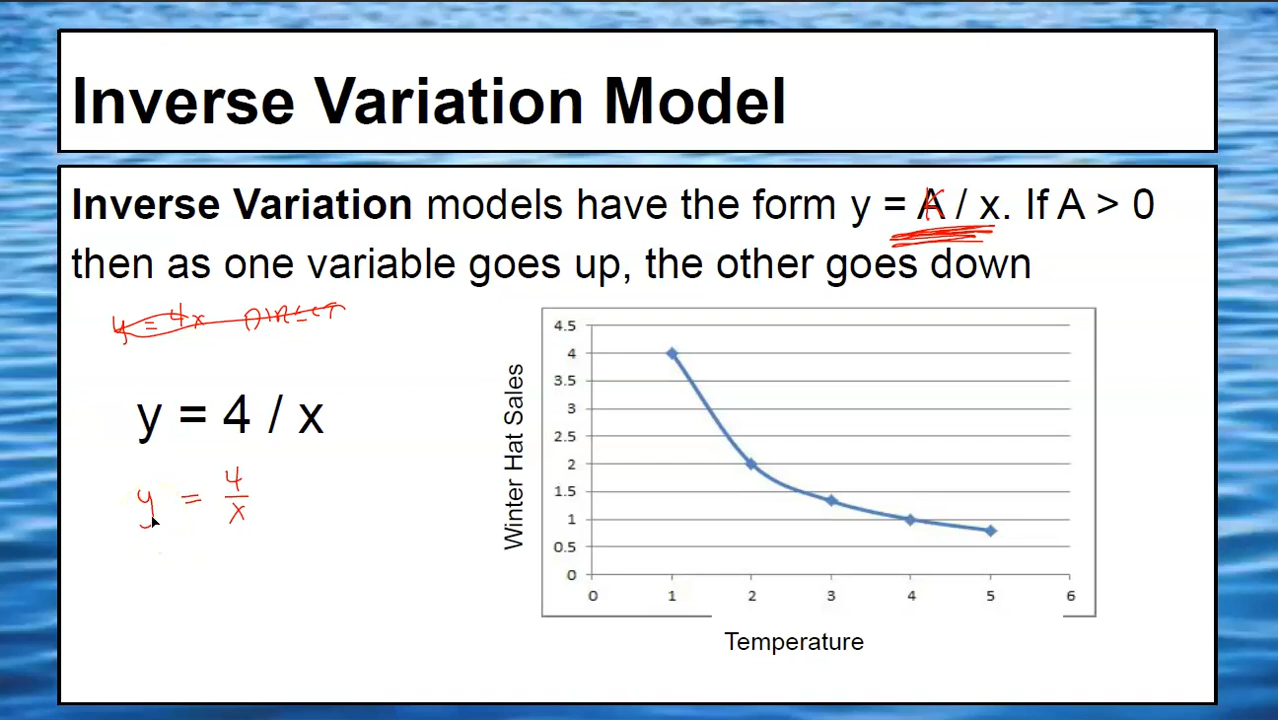 Inverse Variation Model
Inverse Variation models have the form y = A / x. If A > 0
then as one variable goes up, the other goes down
y = 4x DIRECT
y = 4 / x
y = 4/x
4.5
4
3.5
3
2.5
2
1.5
1
0.5
0
Winter Hat Sales
0 1 2 3 4 5 6
Temperature